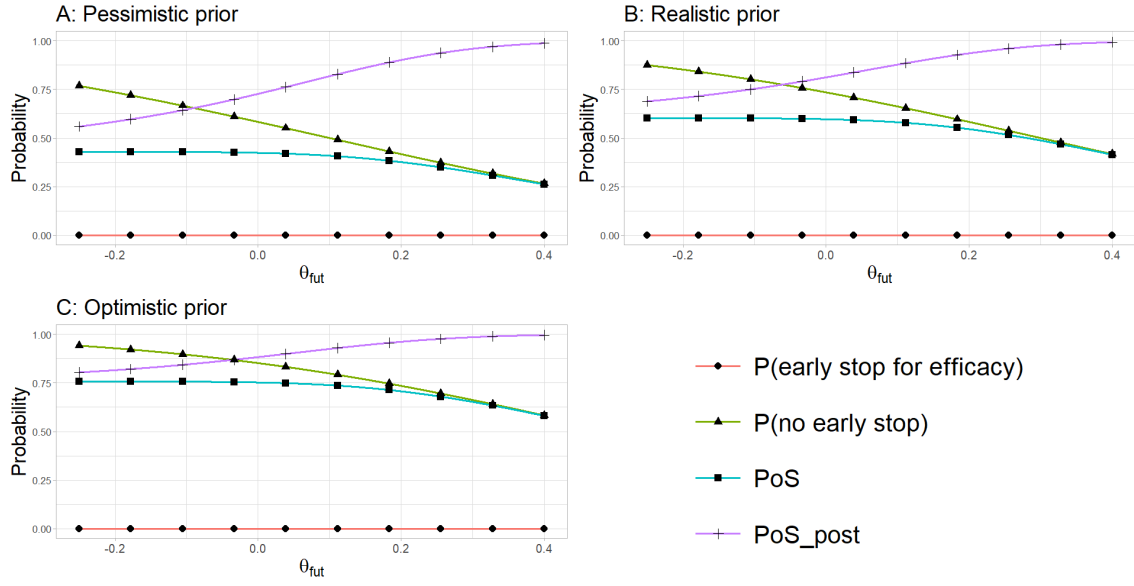 A: Pessimistic prior
1.00
0.75
0.50
0.25
0.00
Probability
-0.2 0.0 0.2 0.4
θfut
B: Realistic prior
1.00
0.75
0.50
0.25
0.00
Probability
-0.2 0.0 0.2 0.4
θfut
C: Optimistic prior
1.00
0.75
0.50
0.25
0.00
Probability
-0.2 0.0 0.2 0.4
θfut
P(early stop for efficacy)
P(no early stop)
PoS
PoS_post